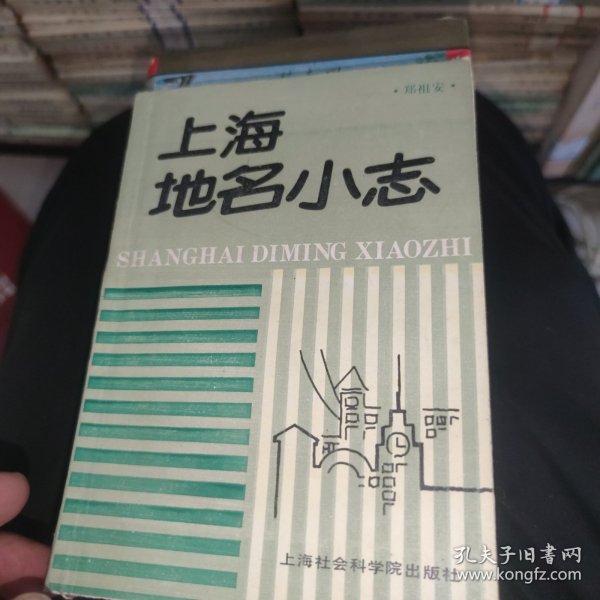 ·郑祖安·
上海
地名小志
SHANGHAI DIMING XIAOZHI
上海社会科学院出版社
孔夫子旧书网
www.kongfz.com